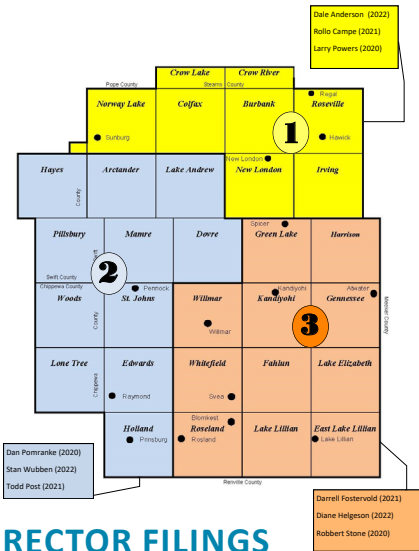 Dale Anderson (2022)
Rollo Campe (2021)
Larry Powers (2020)
Crow Lake
Crow River
Pope County
Stearns County
Norway Lake
Colfax
Burbank
Regal
Roseville
1
Sunburg
Hawick
New London
Hayes
Arctander
Lake Andrew
New London
Irving
County
Spicer
Pillsbury
Mamre
Dovre
Green Lake
Harrison
Swift
Swift County
2
Chippewa County
Pennock
Kandiyohi
Atwater
Woods
St. Johns
Willmar
Kandiyohi
Gennessee
Meeker County
County
Willmar
3
Lone Tree
Edwards
Whitefield
Fahlun
Lake Elizabeth
Chippewa
Raymond
Svea
Blomkest
Holland
Roseland
Lake Lillian
East Lake Lillian
Prinsburg
Rosland
Lake Lillian
Renville County
Dan Pomranke (2020)
Stan Wubben (2022)
Todd Post (2021)
Darrell Fostervold (2021)
Diane Helgeson (2022)
Robbert Stone (2020)
RECTOR FILINGS